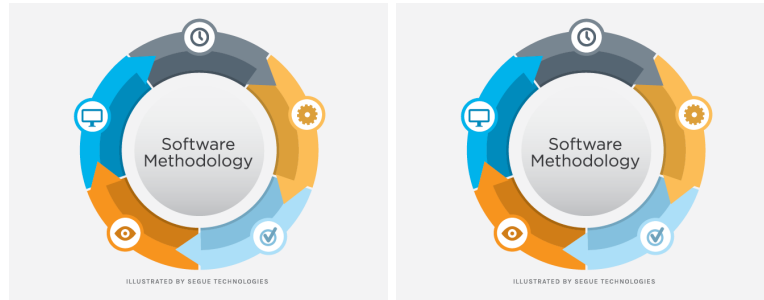 Software
Methodology
ILLUSTRATED BY SEGUE TECHNOLOGIES
Software
Methodology
ILLUSTRATED BY SEGUE TECHNOLOGIES